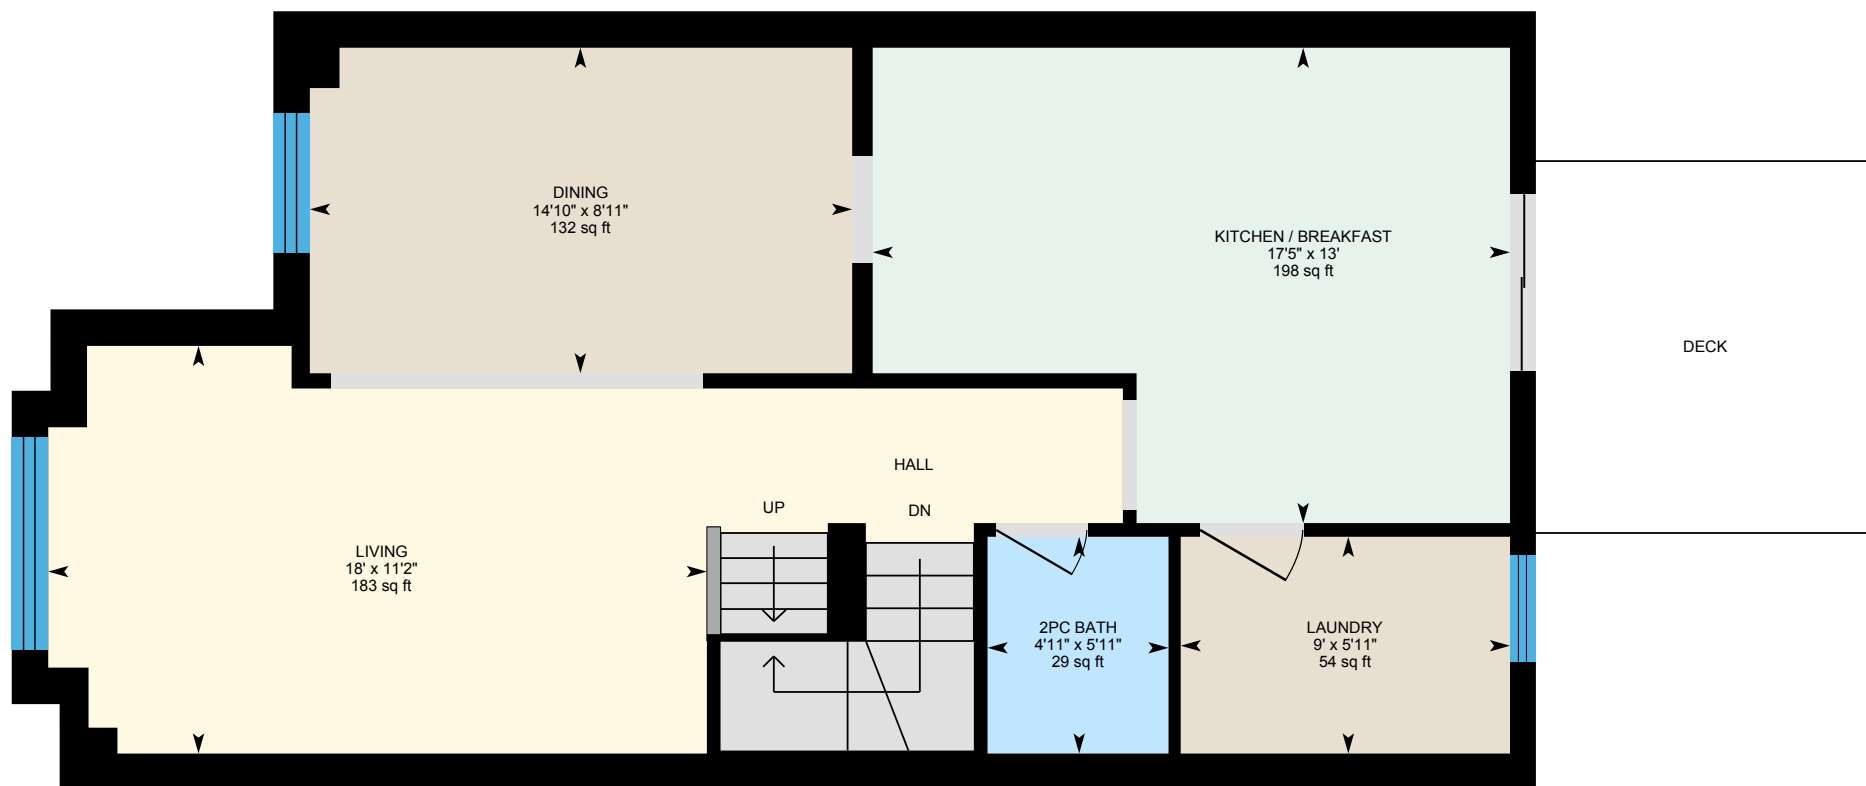 DINING
14'10" x 8'11"
132 sq ft
KITCHEN / BREAKFAST
17'5" x 13'
198 sq ft
DECK
HALL
UP
DN
LIVING
18' x 11'2"
183 sq ft
2PC BATH
4'11" x 5'11"
29 sq ft
LAUNDRY
9' x 5'11"
54 sq ft